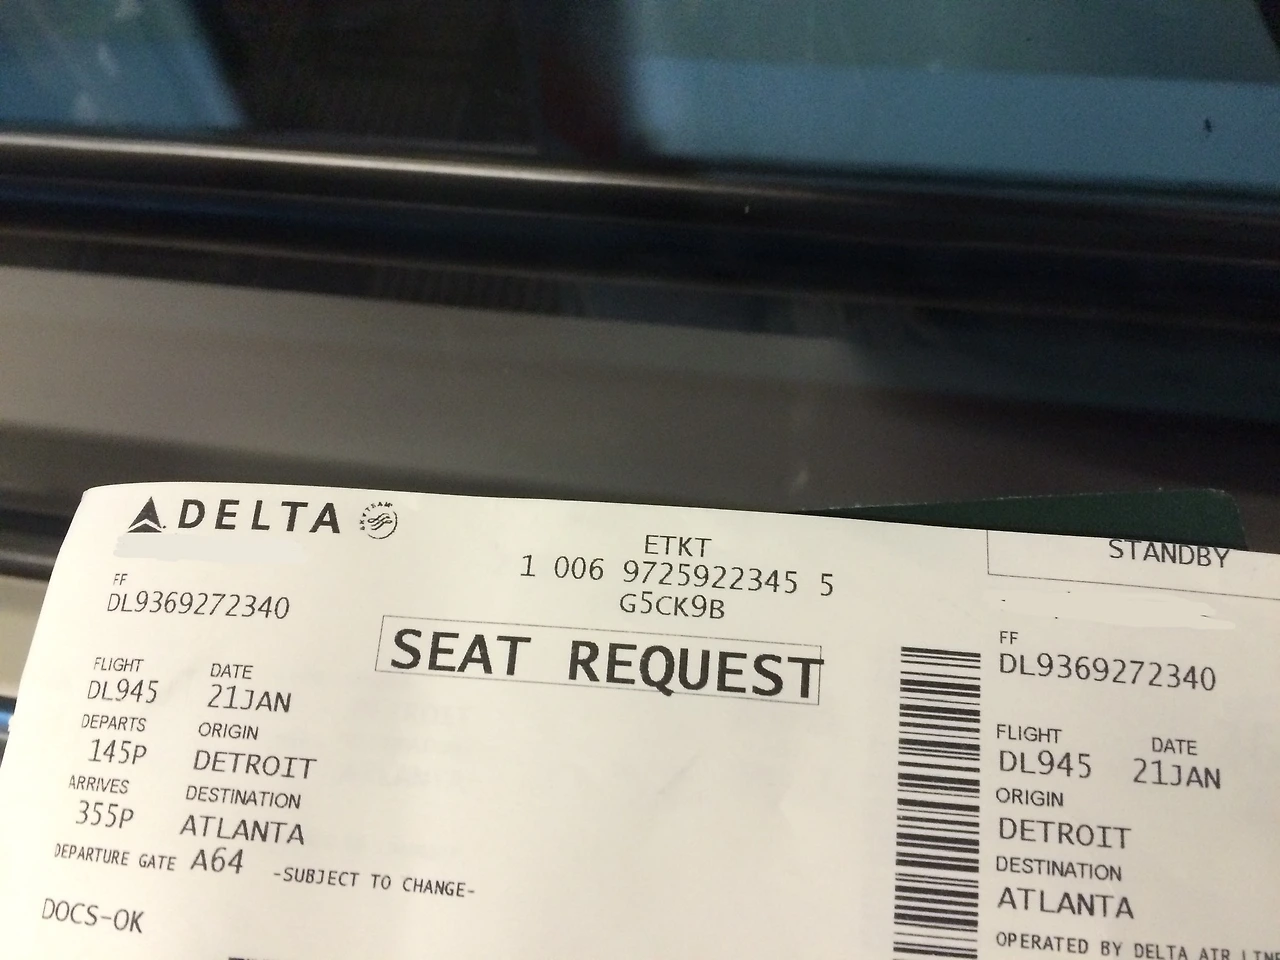 DELTA
SKYTEAM
ETKT
1 006 9725922345 5
G5CK9B
SEAT REQUEST
FF
DL9369272340
FLIGHT DATE
DL945 21JAN
DEPARTS ORIGIN
145P DETROIT
ARRIVES DESTINATION
355P ATLANTA
DEPARTURE GATE A64 -SUBJECT TO CHANGE-
DOCS-OK
STANDBY
FF
DL9369272340
FLIGHT DATE
DL945 21JAN
ORIGIN
DETROIT
DESTINATION
ATLANTA
OPERATED BY DELTA AIR LINE